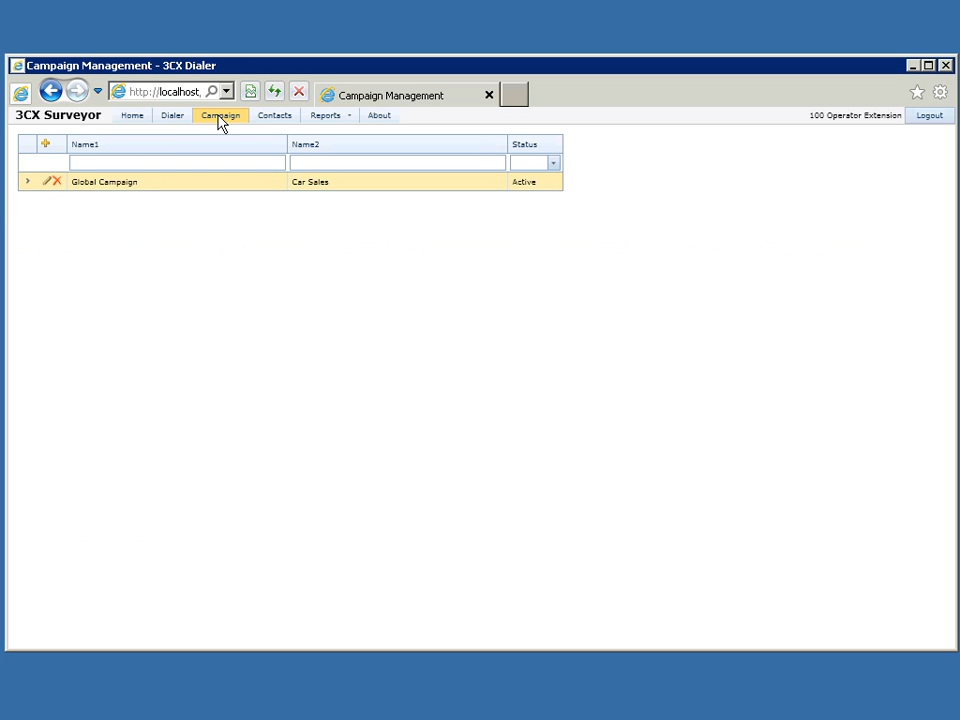 Campaign Management - 3CX Dialer
http://localhost,
Campaign Management
3CX Surveyor Home Dialer Campaign Contacts Reports About 100 Operator Extension Logout
Name1 Name2 Status
Global Campaign Car Sales Active